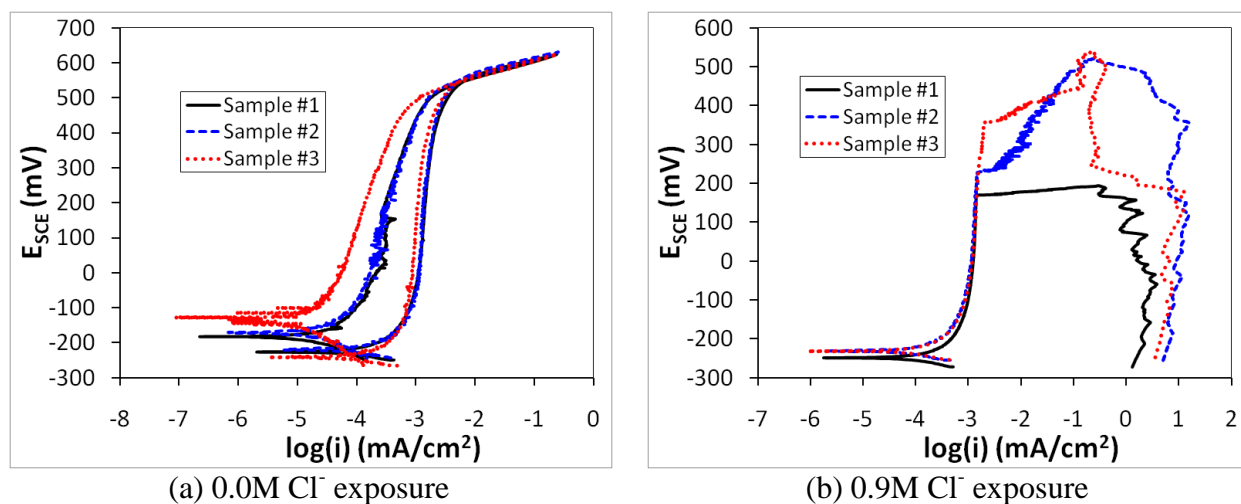 700
600
500
400
300
200
100
0
-100
-200
-300
E_SCE (mV)
Sample #1
Sample #2
Sample #3
-8 -7 -6 -5 -4 -3 -2 -1 0
log(i) (mA/cm²)
(a) 0.0M Cl⁻ exposure
700
600
500
400
300
200
100
0
-100
-200
-300
E_SCE (mV)
Sample #1
Sample #2
Sample #3
-7 -6 -5 -4 -3 -2 -1 0 1 2
log(i) (mA/cm²)
(b) 0.9M Cl⁻ exposure